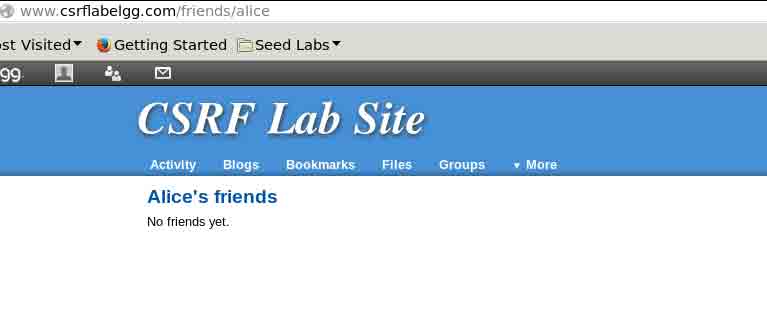 www.csrflabelgg.com/friends/alice
ost Visited Getting Started Seed Labs
gg
CSRF Lab Site
Activity Blogs Bookmarks Files Groups More
Alice's friends
No friends yet.